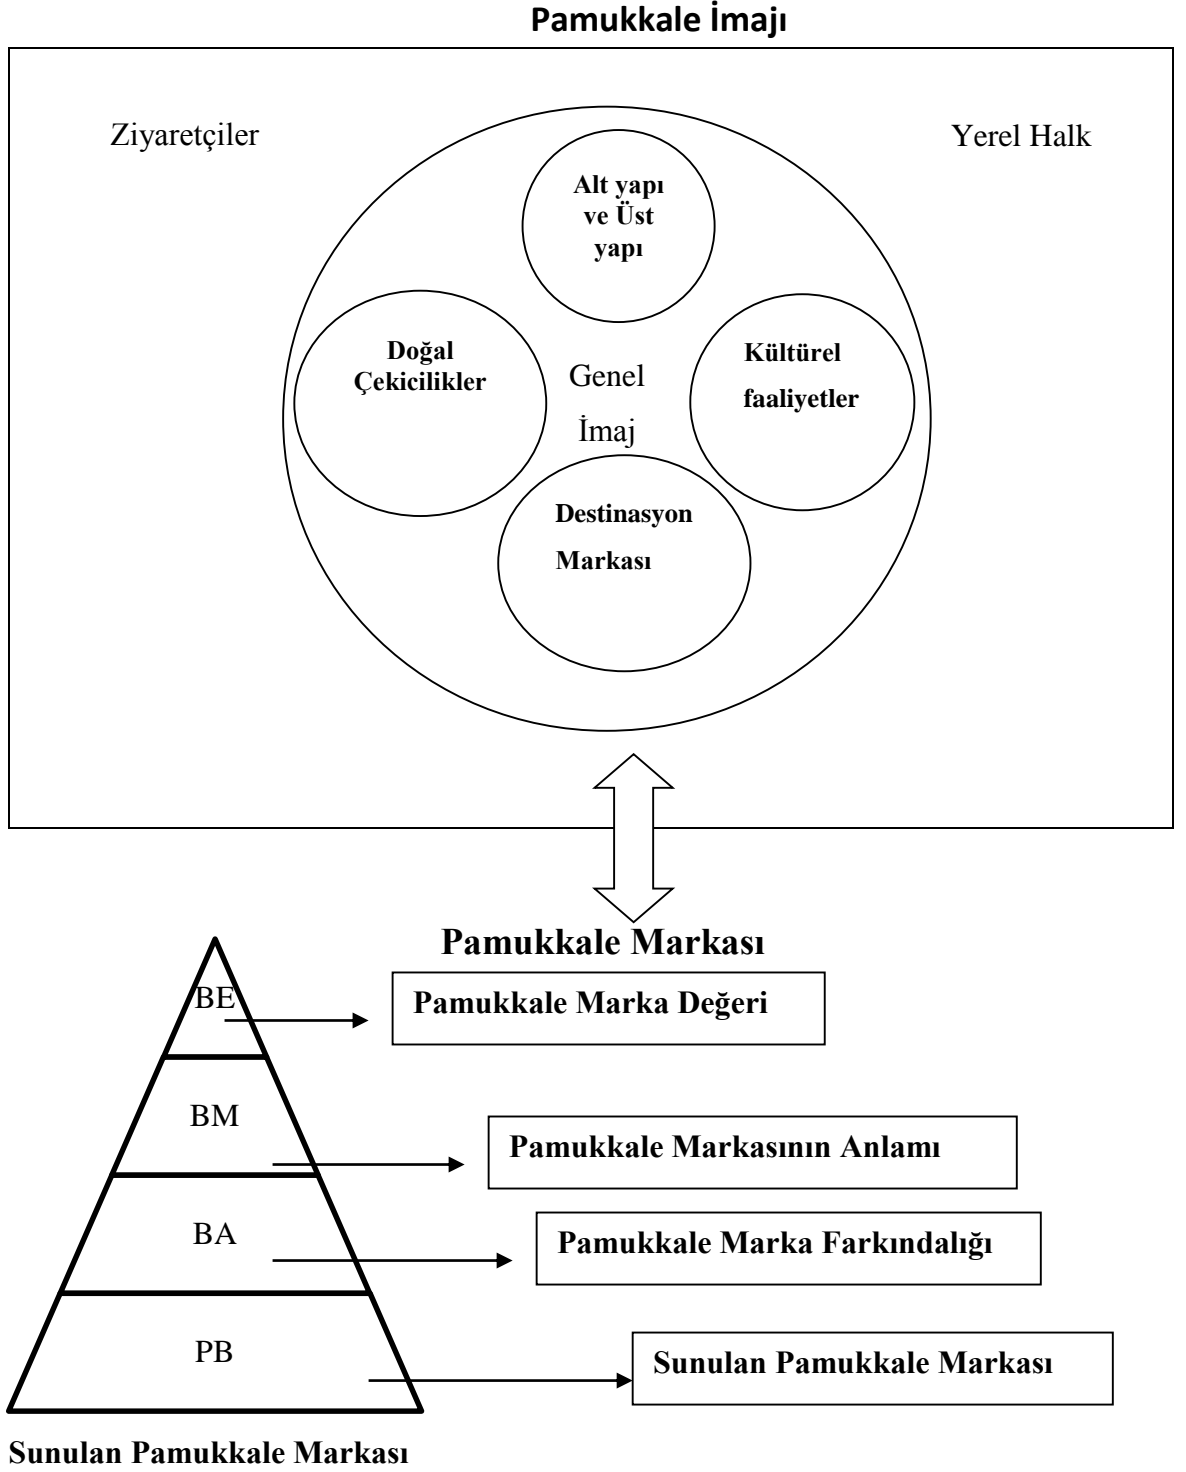 Pamukkale İmajı
Ziyaretçiler
Yerel Halk
Alt yapı
ve Üst
yapı
Doğal
Çekicilikler
Genel
İmaj
Kültürel
faaliyetler
Destinasyon
Markası
Pamukkale Markası
BE
Pamukkale Marka Değeri
BM
Pamukkale Markasının Anlamı
BA
Pamukkale Marka Farkındalığı
PB
Sunulan Pamukkale Markası
Sunulan Pamukkale Markası